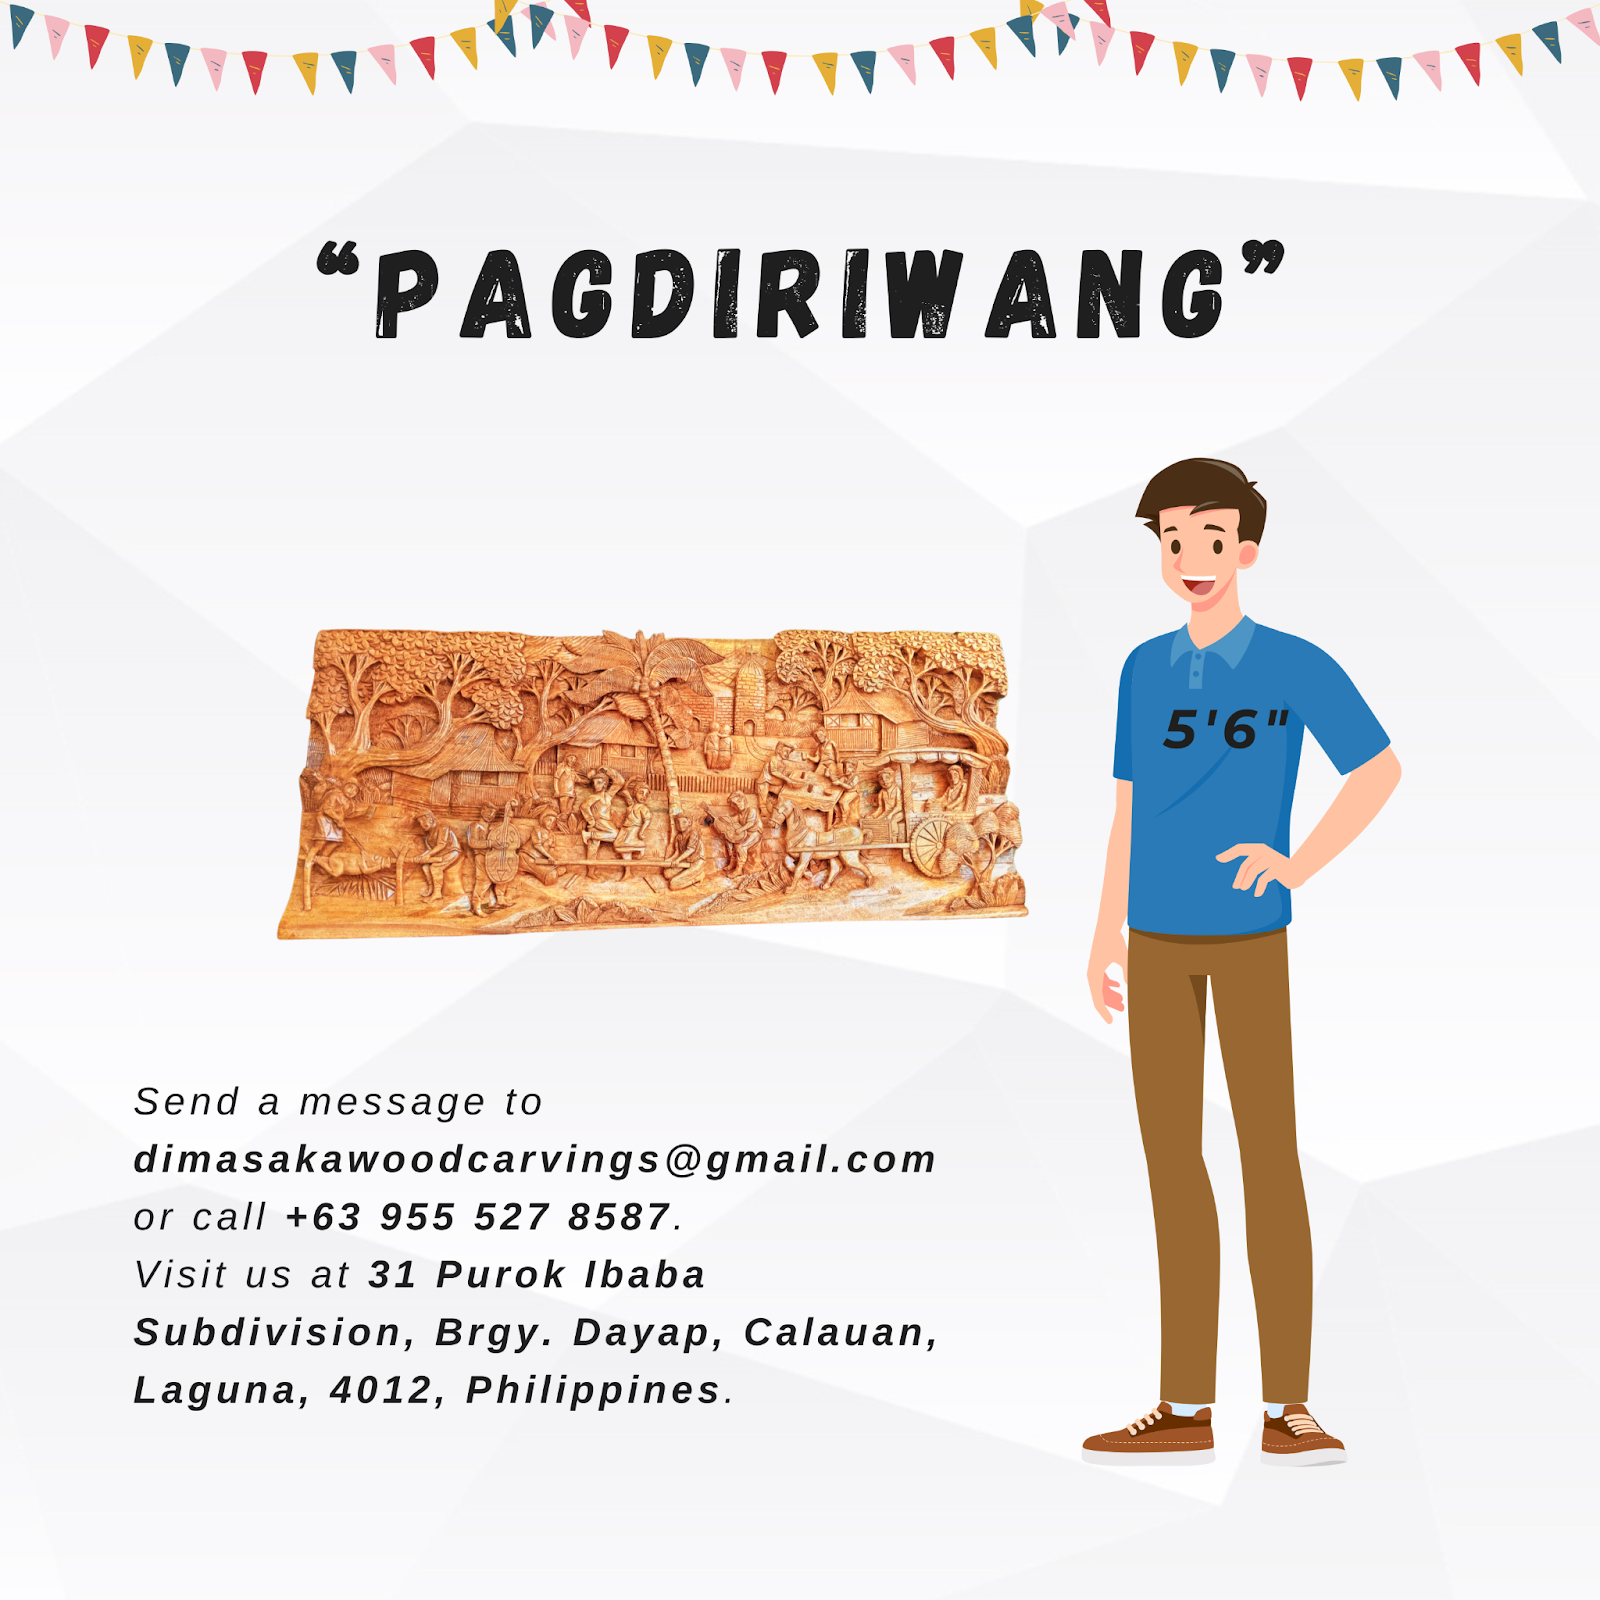 “PAGDIRIWANG”
5'6"
Send a message to
dimasakawoodcarvings@gmail.com
or call +63 955 527 8587.
Visit us at 31 Purok Ibaba
Subdivision, Brgy. Dayap, Calauan,
Laguna, 4012, Philippines.